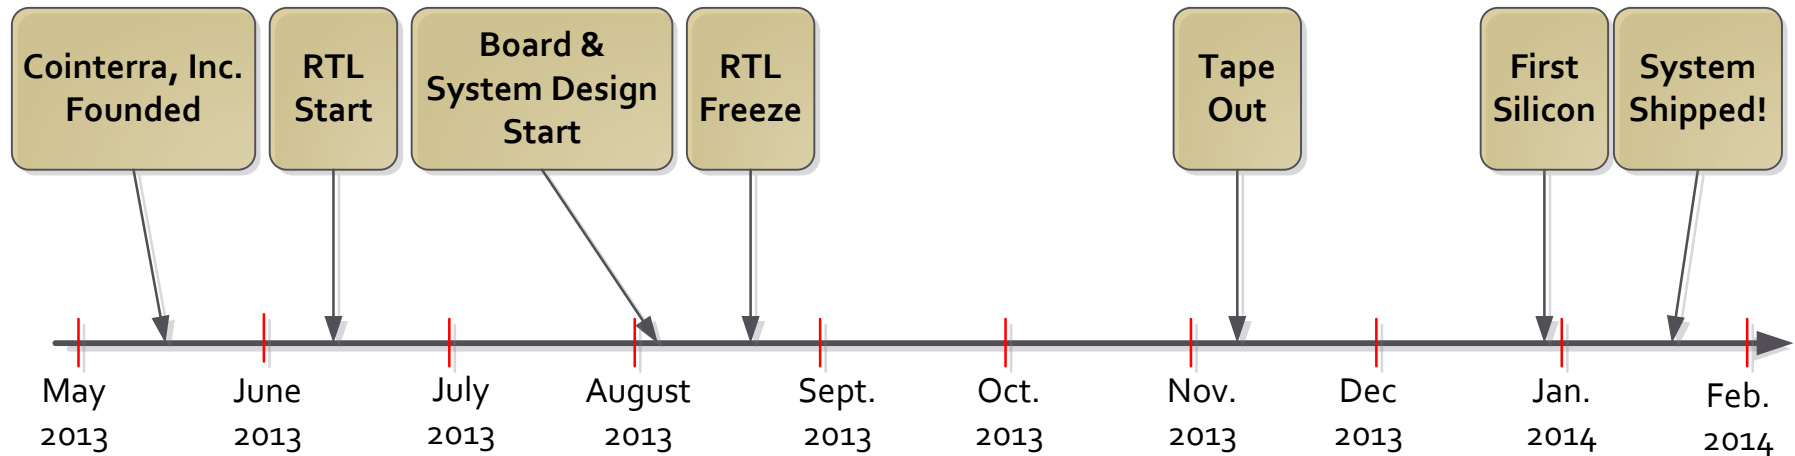 Cointerra, Inc.
Founded
RTL
Start
Board &
System Design
Start
RTL
Freeze
Tape
Out
First
Silicon
System
Shipped!
May
2013
June
2013
July
2013
August
2013
Sept.
2013
Oct.
2013
Nov.
2013
Dec
2013
Jan.
2014
Feb.
2014